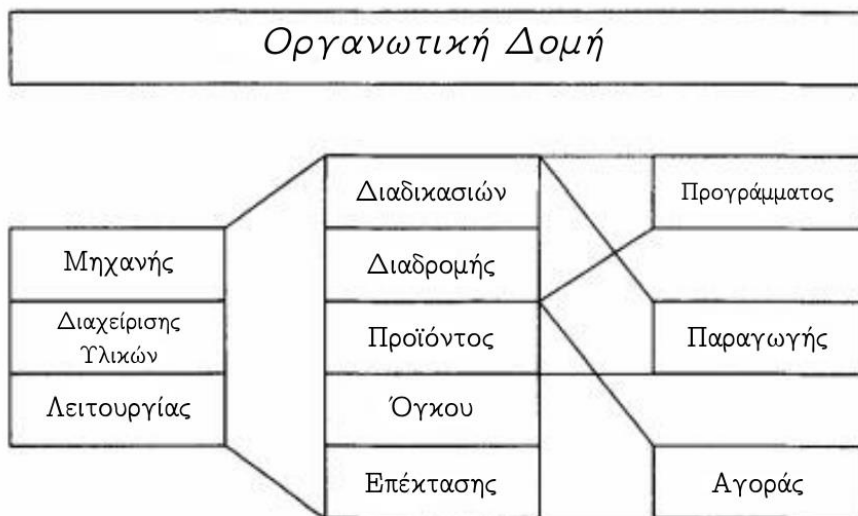 Οργανωτική Δομή
Διαδικασιών
Προγράμματος
Μηχανής
Διαδρομής
Διαχείρισης
Υλικών
Προϊόντος
Παραγωγής
Λειτουργίας
Όγκου
Επέκτασης
Αγοράς